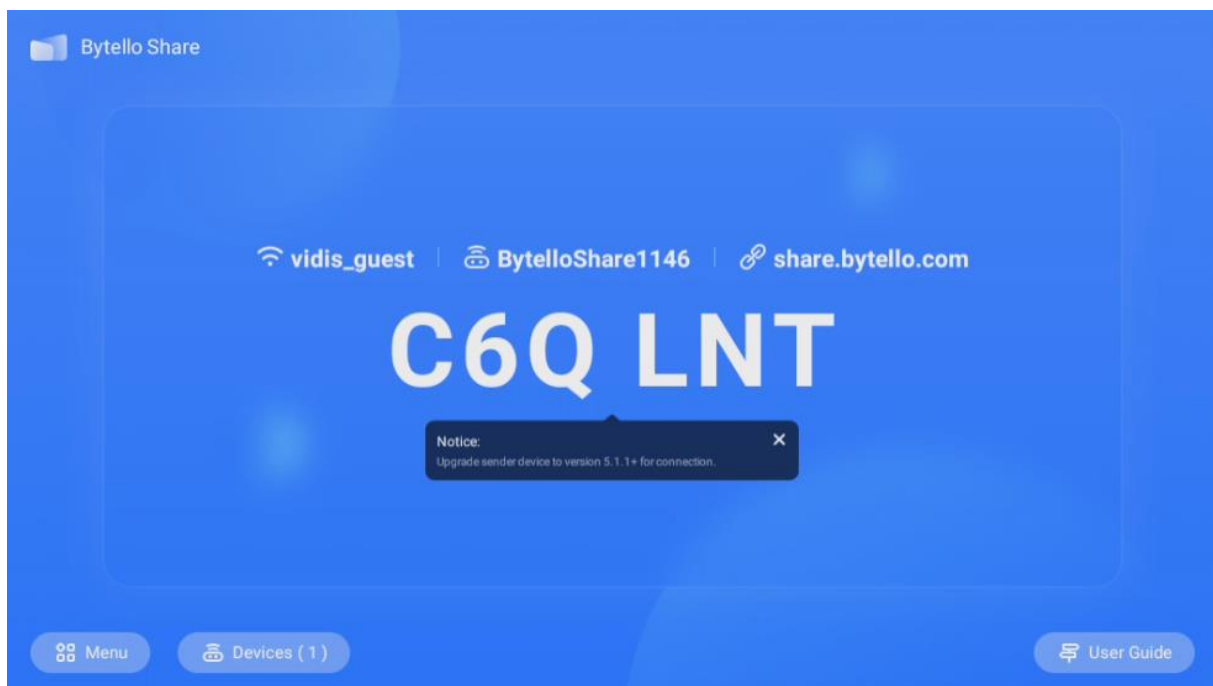 Bytello Share
vidis_guest | BytelloShare1146 | share.bytello.com
C6Q LNT
Notice:
Upgrade sender device to version 5.1.1+ for connection.
Menu
Devices ( 1 )
User Guide